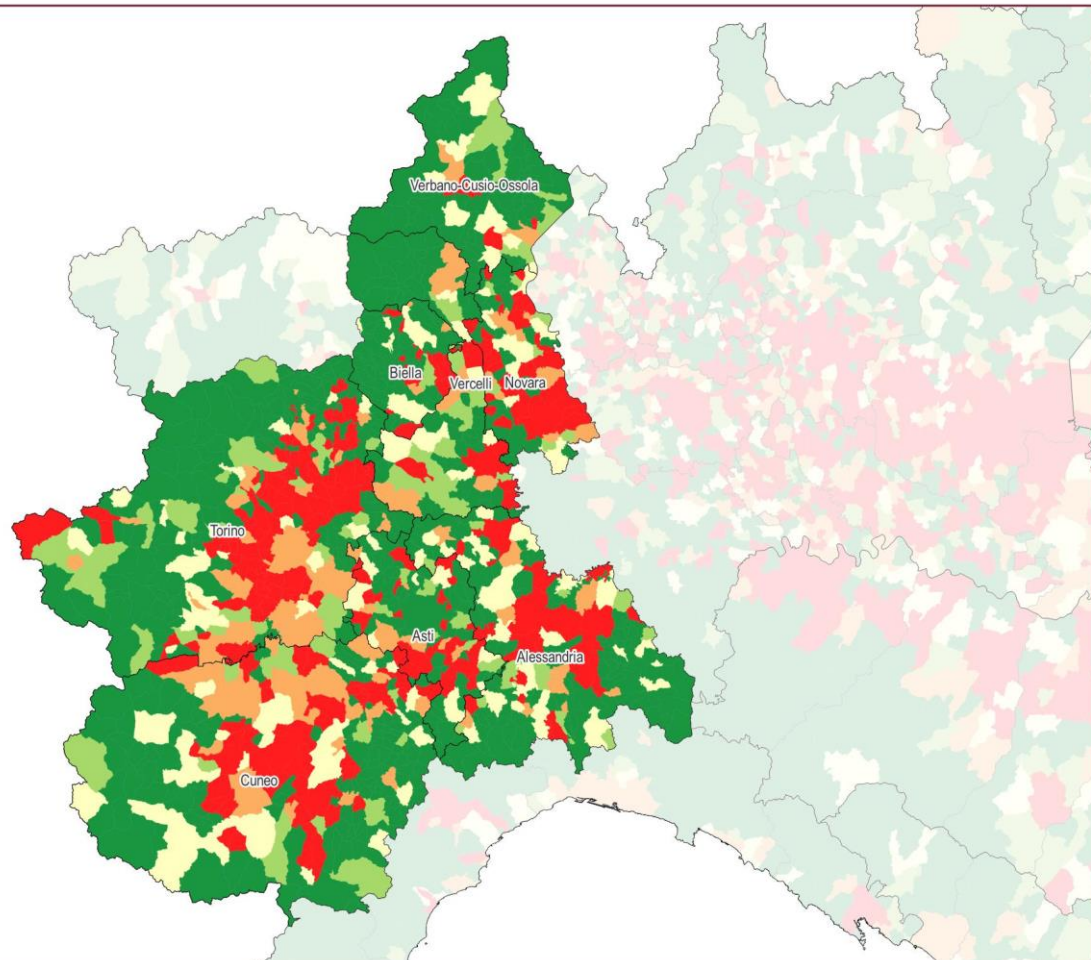 Verbano-Cusio-Ossola
Biella
Vercelli
Novara
Torino
Asti
Alessandria
Cuneo